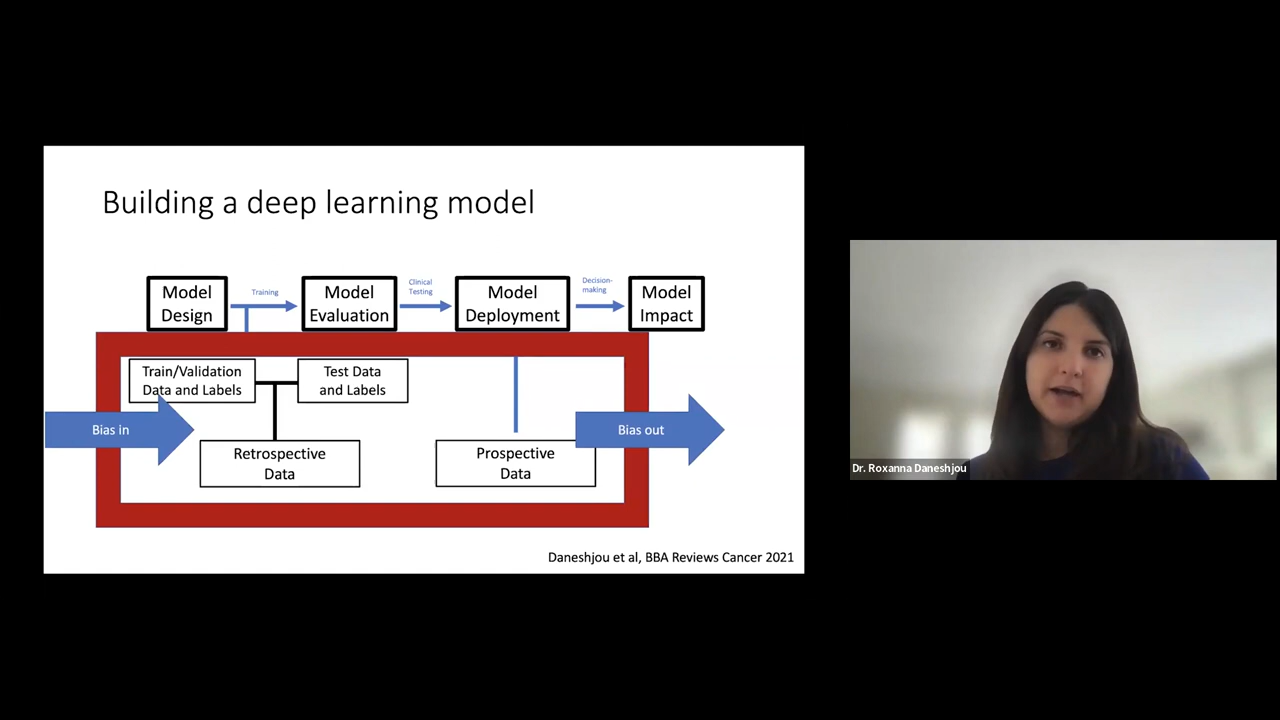 Building a deep learning model
Model
Design
Training
Model
Evaluation
Clinical
Testing
Model
Deployment
Decision-
making
Model
Impact
Train/Validation
Data and Labels
Test Data
and Labels
Bias in
Bias out
Retrospective
Data
Prospective
Data
Daneshjou et al, BBA Reviews Cancer 2021
Dr. Roxanna Daneshjou